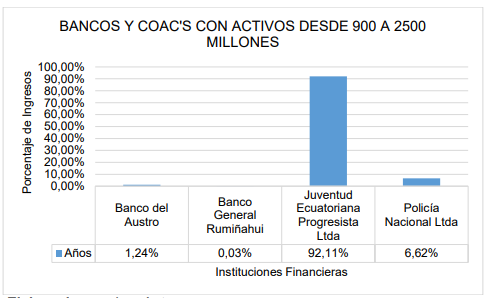 BANCOS Y COAC'S CON ACTIVOS DESDE 900 A 2500
MILLONES
Porcentaje de Ingresos
100,00%
90,00%
80,00%
70,00%
60,00%
50,00%
40,00%
30,00%
20,00%
10,00%
0,00%
Banco del
Austro
Banco
General
Rumiñahui
Juventud
Ecuatoriana
Progresista
Ltda
Policía
Nacional Ltda
Años 1,24% 0,03% 92,11% 6,62%
Instituciones Financieras